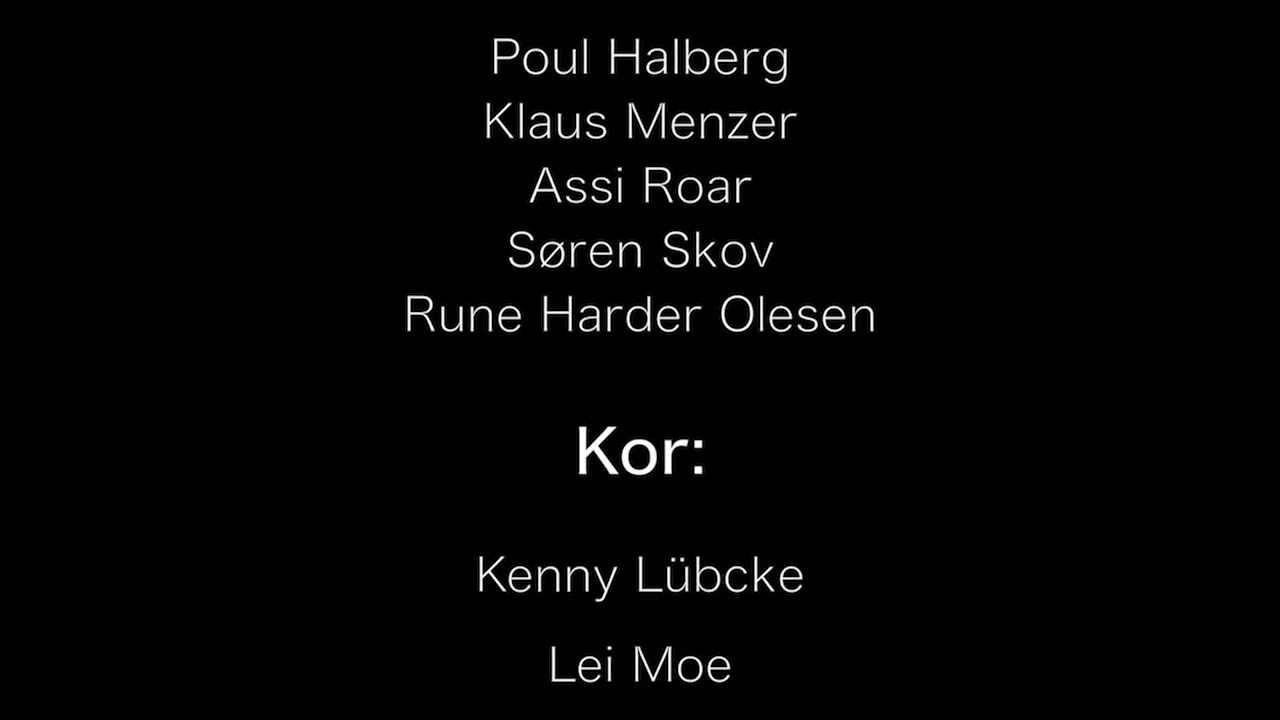 Poul Halberg
Klaus Menzer
Assi Roar
Søren Skov
Rune Harder Olesen
Kor:
Kenny Lübcke
Lei Moe